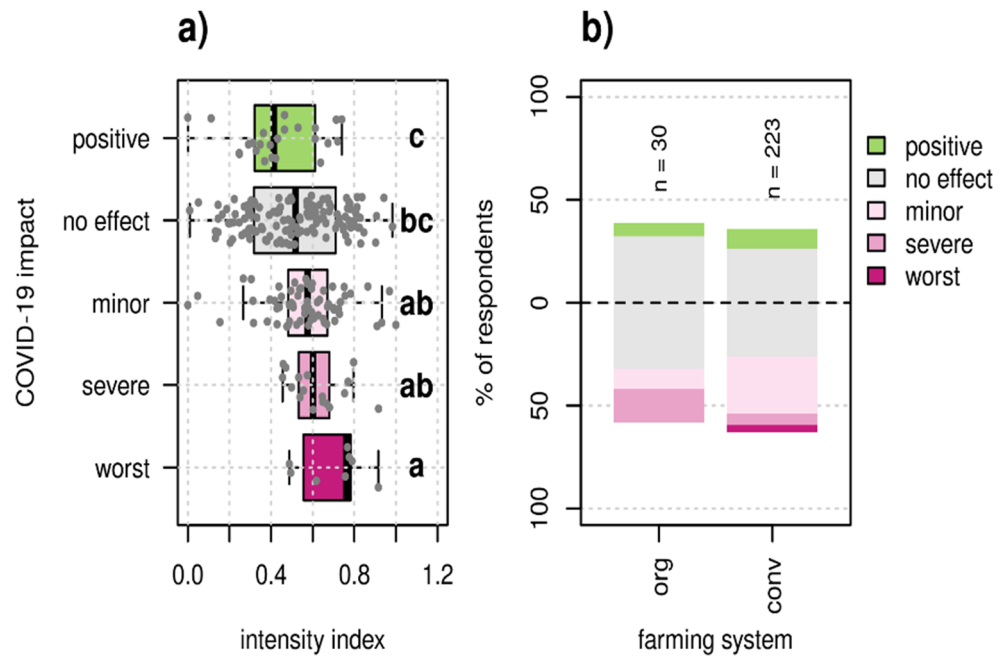 a)
COVID-19 impact
positive
no effect
minor
severe
worst
c
bc
ab
ab
a
0.0 0.4 0.8 1.2
intensity index
b)
% of respondents
100
50
0
50
100
n = 30
n = 223
org
conv
farming system
positive
no effect
minor
severe
worst